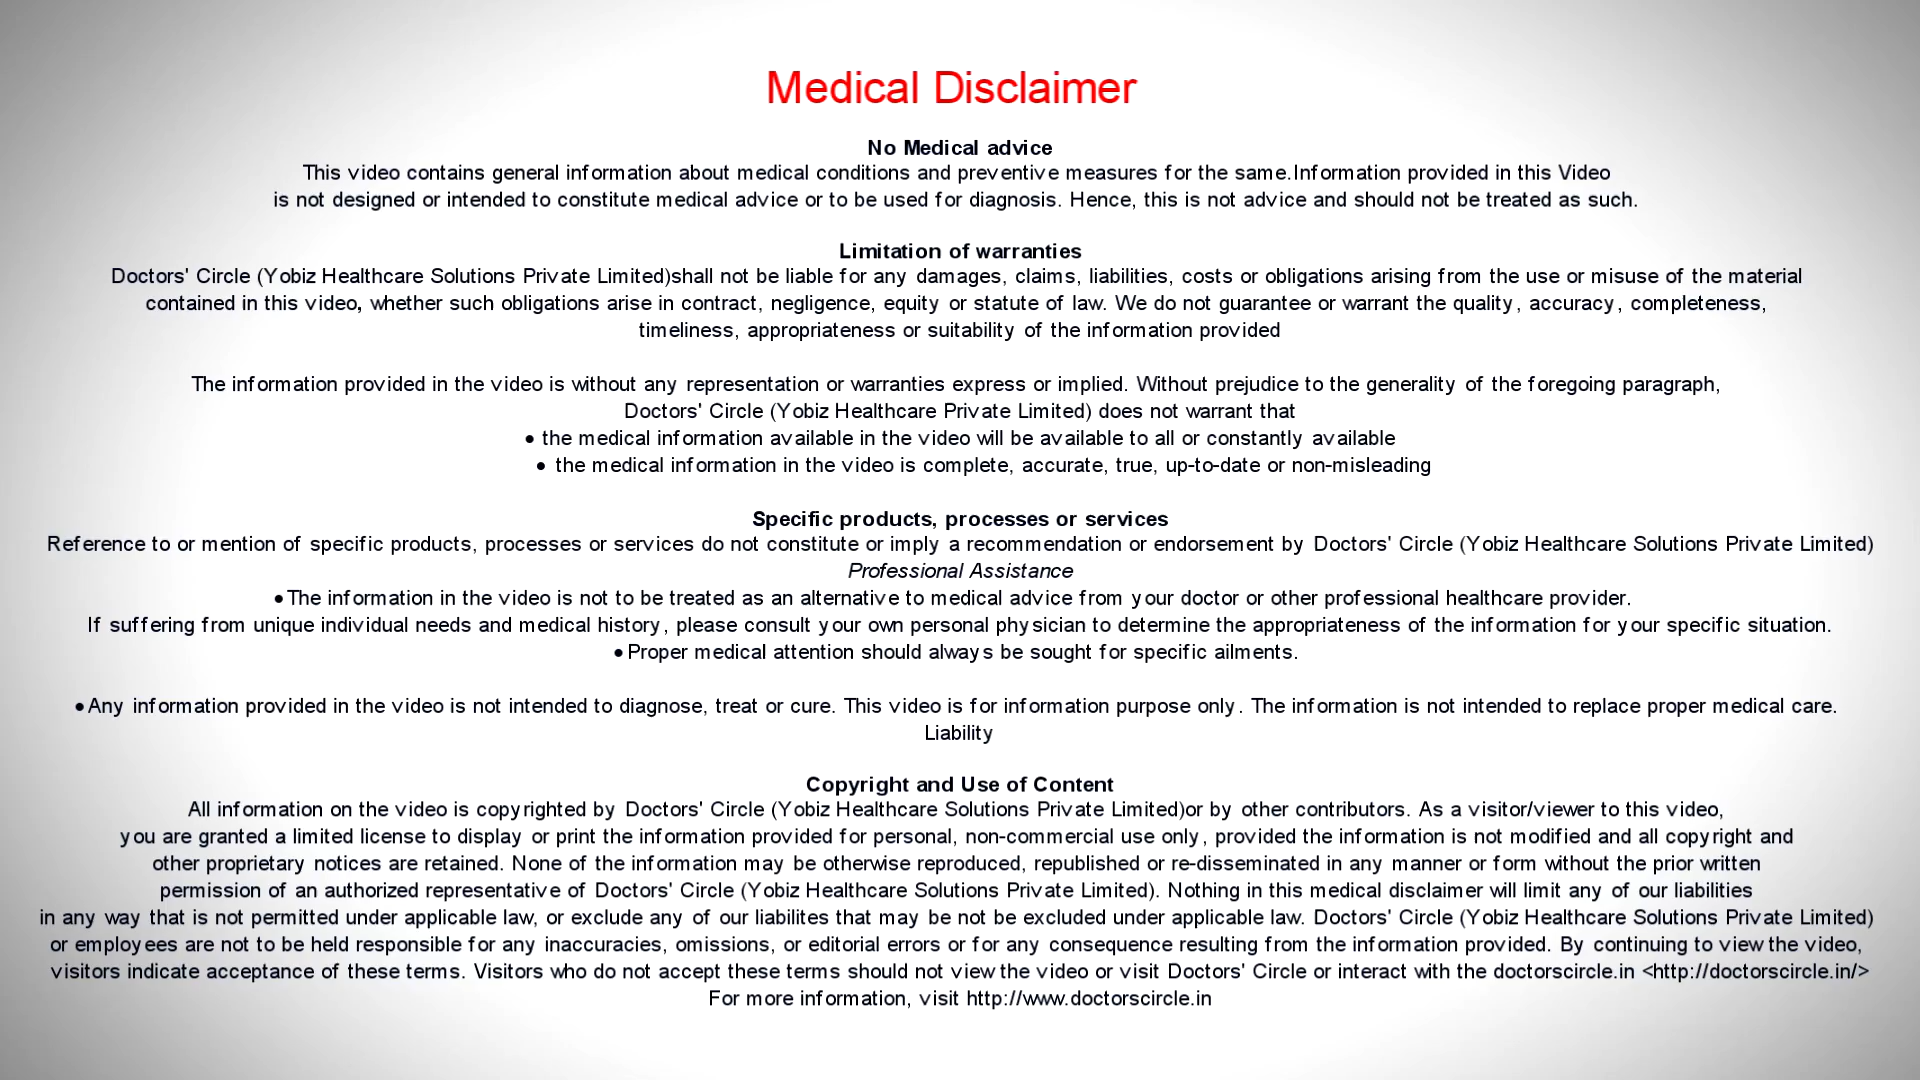 Medical Disclaimer
No Medical advice
This video contains general information about medical conditions and preventive measures for the same.Information provided in this Video
is not designed or intended to constitute medical advice or to be used for diagnosis. Hence, this is not advice and should not be treated as such.
Limitation of warranties
Doctors' Circle (Yobiz Healthcare Solutions Private Limited)shall not be liable for any damages, claims, liabilities, costs or obligations arising from the use or misuse of the material
contained in this video, whether such obligations arise in contract, negligence, equity or statute of law. We do not guarantee or warrant the quality, accuracy, completeness,
timeliness, appropriateness or suitability of the information provided
The information provided in the video is without any representation or warranties express or implied. Without prejudice to the generality of the foregoing paragraph,
Doctors' Circle (Yobiz Healthcare Private Limited) does not warrant that
• the medical information available in the video will be available to all or constantly available
• the medical information in the video is complete, accurate, true, up-to-date or non-misleading
Specific products, processes or services
Reference to or mention of specific products, processes or services do not constitute or imply a recommendation or endorsement by Doctors' Circle (Yobiz Healthcare Solutions Private Limited)
Professional Assistance
•The information in the video is not to be treated as an alternative to medical advice from your doctor or other professional healthcare provider.
If suffering from unique individual needs and medical history, please consult your own personal physician to determine the appropriateness of the information for your specific situation.
•Proper medical attention should always be sought for specific ailments.
•Any information provided in the video is not intended to diagnose, treat or cure. This video is for information purpose only. The information is not intended to replace proper medical care.
Liability
Copyright and Use of Content
All information on the video is copyrighted by Doctors' Circle (Yobiz Healthcare Solutions Private Limited)or by other contributors. As a visitor/viewer to this video,
you are granted a limited license to display or print the information provided for personal, non-commercial use only, provided the information is not modified and all copyright and
other proprietary notices are retained. None of the information may be otherwise reproduced, republished or re-disseminated in any manner or form without the prior written
permission of an authorized representative of Doctors' Circle (Yobiz Healthcare Solutions Private Limited). Nothing in this medical disclaimer will limit any of our liabilities
in any way that is not permitted under applicable law, or exclude any of our liabilites that may be not be excluded under applicable law. Doctors' Circle (Yobiz Healthcare Solutions Private Limited)
or employees are not to be held responsible for any inaccuracies, omissions, or editorial errors or for any consequence resulting from the information provided. By continuing to view the video,
visitors indicate acceptance of these terms. Visitors who do not accept these terms should not view the video or visit Doctors' Circle or interact with the doctorscircle.in <http://doctorscircle.in/>
For more information, visit http://www.doctorscircle.in